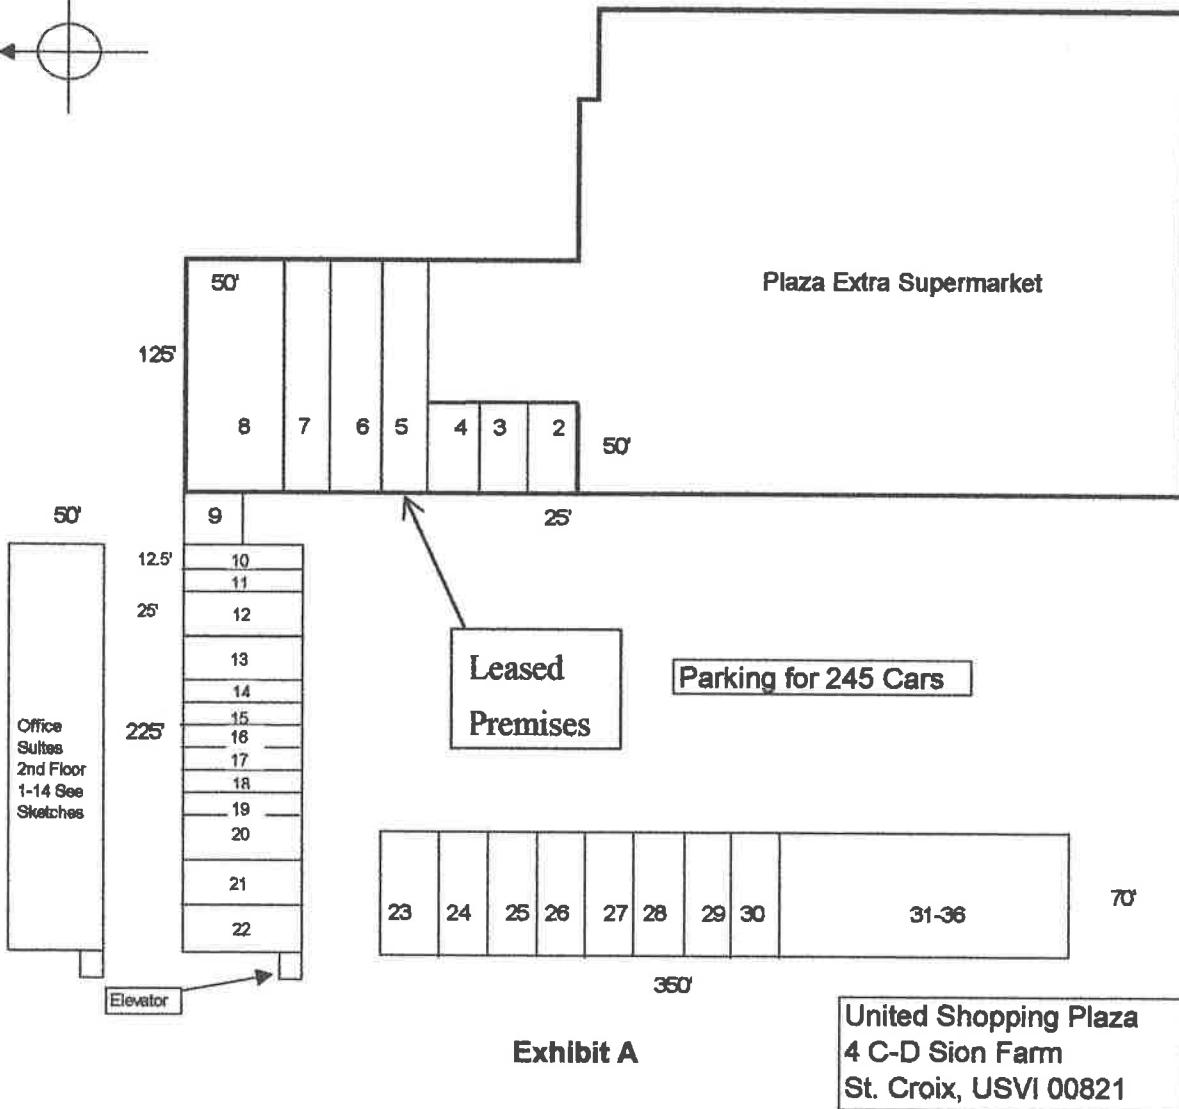 Plaza Extra Supermarket
50'
125'
8
7
6
5
4
3
2
50'
9
25'
50'
12.5'
10
11
25'
12
13
14
15
225'
16
17
18
19
20
21
22
Office
Suites
2nd Floor
1-14 See
Sketches
Leased
Premises
Parking for 245 Cars
23
24
25
26
27
28
29
30
31-36
70'
350'
Elevator
Exhibit A
United Shopping Plaza
4 C-D Sion Farm
St. Croix, USVI 00821